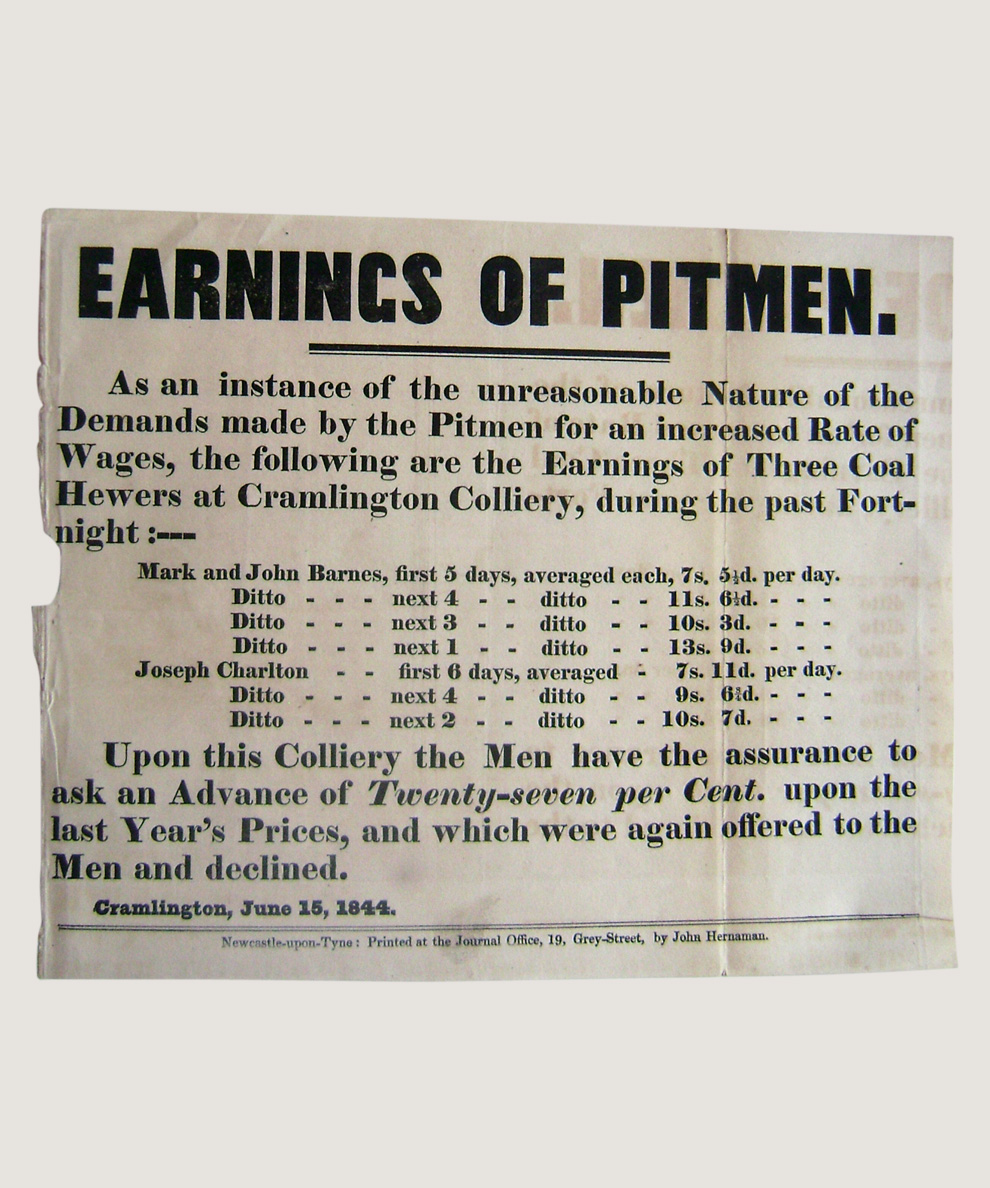 EARNINGS OF PITMEN.
As an instance of the unreasonable Nature of the
Demands made by the Pitmen for an increased Rate of
Wages, the following are the Earnings of Three Coal
Hewers at Cramlington Colliery, during the past Fort-
night :---
Mark and John Barnes, first 5 days, averaged each, 7s. 5½d. per day.
Ditto - - - next 4 - - ditto - - 11s. 6½d. - - -
Ditto - - - next 3 - - ditto - - 10s. 3d. - - -
Ditto - - - next 1 - - ditto - - 13s. 9d. - - -
Joseph Charlton - - first 6 days, averaged - 7s. 11d. per day.
Ditto - - - next 4 - - ditto - - 9s. 6¾d. - - -
Ditto - - - next 2 - - ditto - - 10s. 7d. - - -
Upon this Colliery the Men have the assurance to
ask an Advance of Twenty-seven per Cent. upon the
last Year's Prices, and which were again offered to the
Men and declined.
Cramlington, June 15, 1844.
Newcastle-upon-Tyne: Printed at the Journal Office, 19, Grey-Street, by John Hernaman.